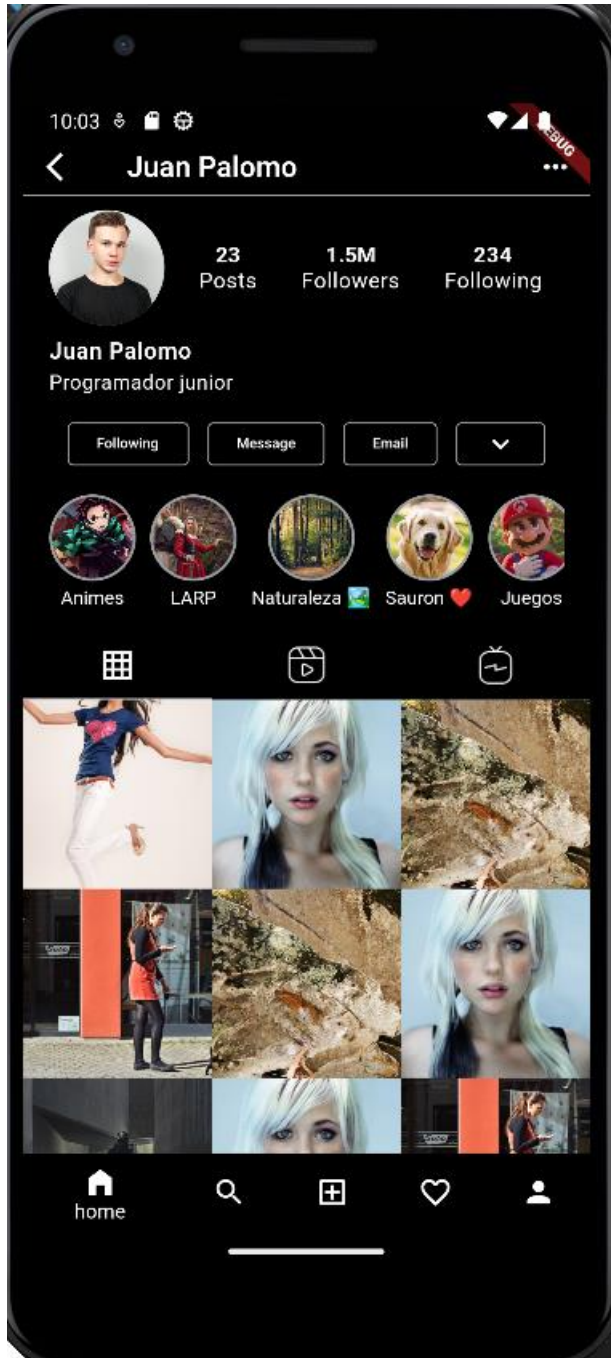 10:03
DEBUG
Juan Palomo
23 1.5M 234
Posts Followers Following
Juan Palomo
Programador junior
Following Message Email
Animes LARP Naturaleza 🏞️ Sauron ❤️ Juegos
home